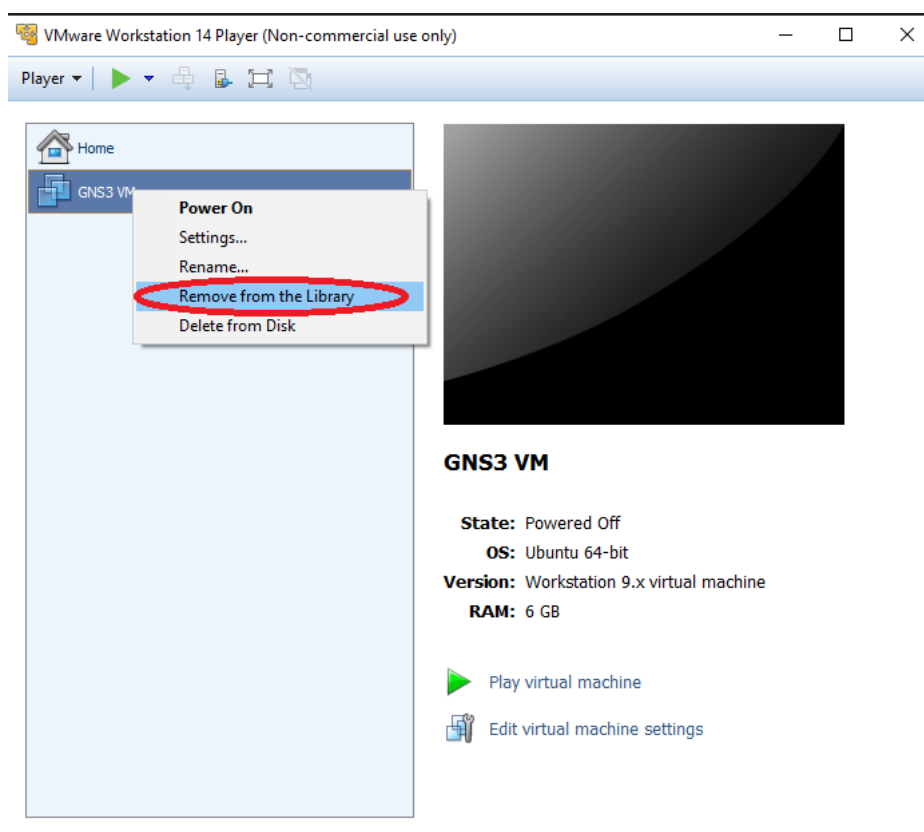 VMware Workstation 14 Player (Non-commercial use only)
Player
Home
GNS3 VM
Power On
Settings...
Rename...
Remove from the Library
Delete from Disk
GNS3 VM
State: Powered Off
OS: Ubuntu 64-bit
Version: Workstation 9.x virtual machine
RAM: 6 GB
Play virtual machine
Edit virtual machine settings